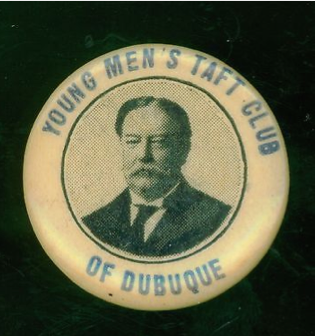 YOUNG MEN'S TAFT CLUB
OF DUBUQUE